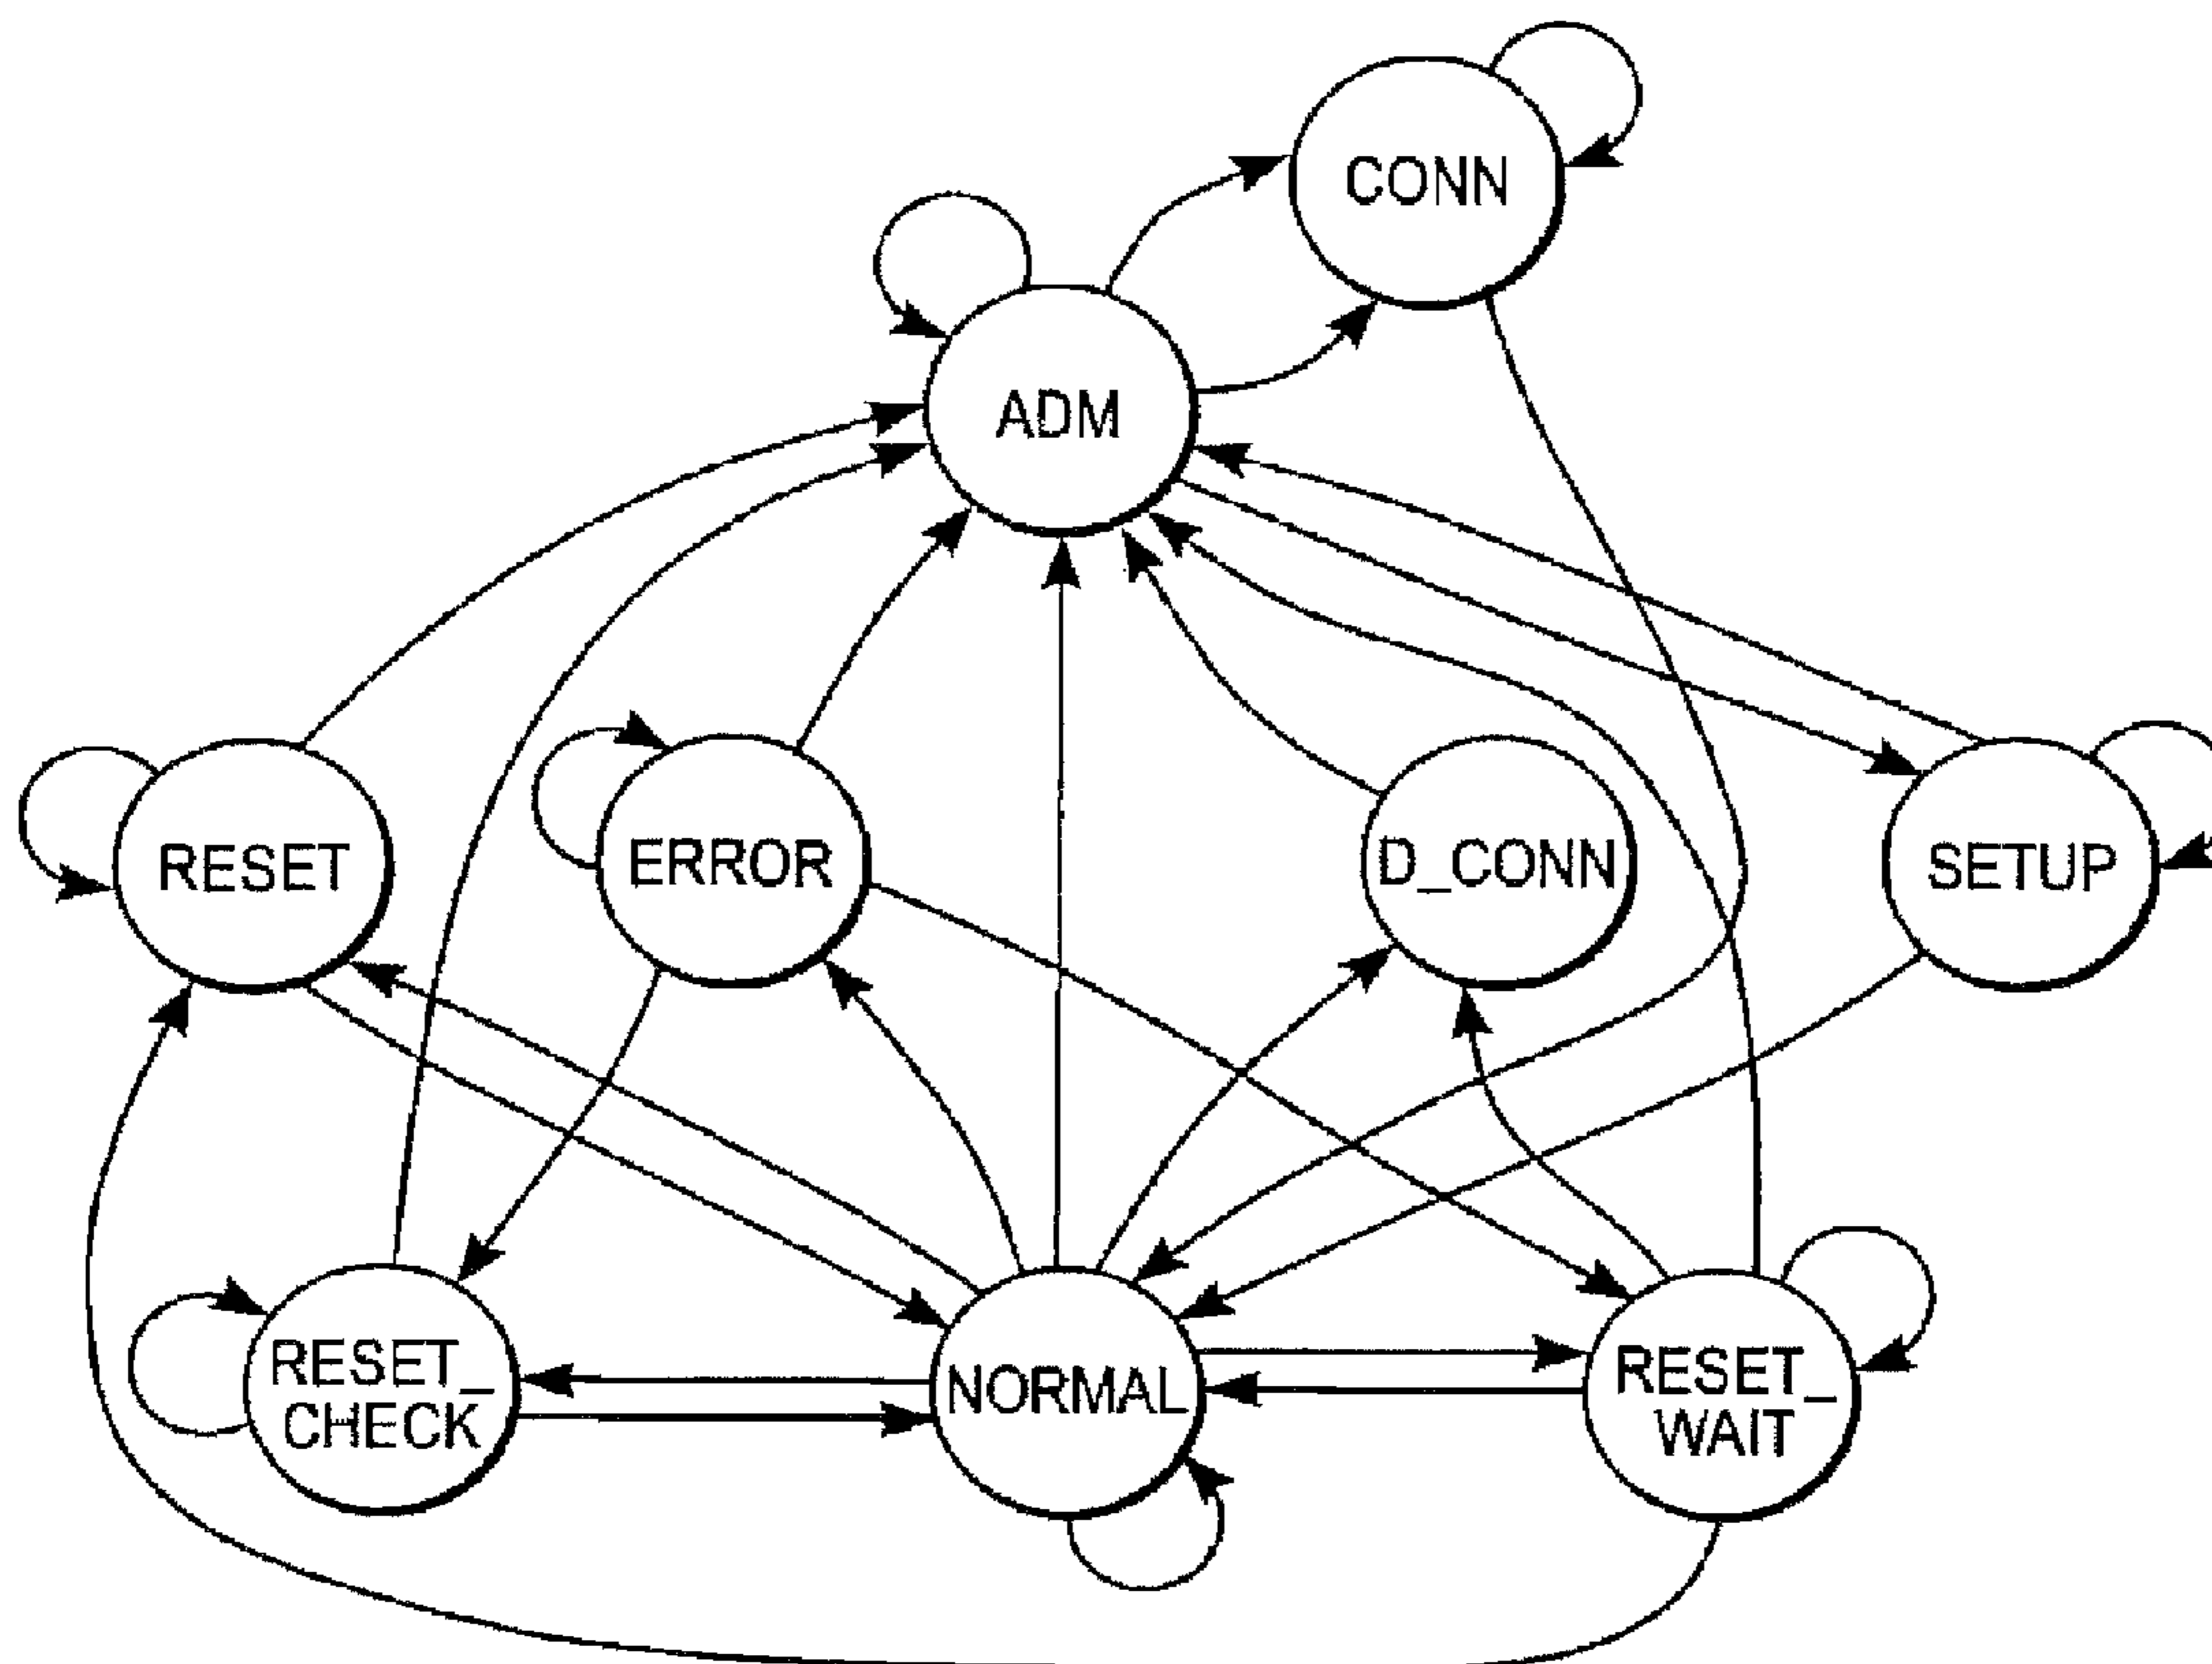 CONN
ADM
RESET
ERROR
D_CONN
SETUP
RESET_
CHECK
NORMAL
RESET_
WAIT